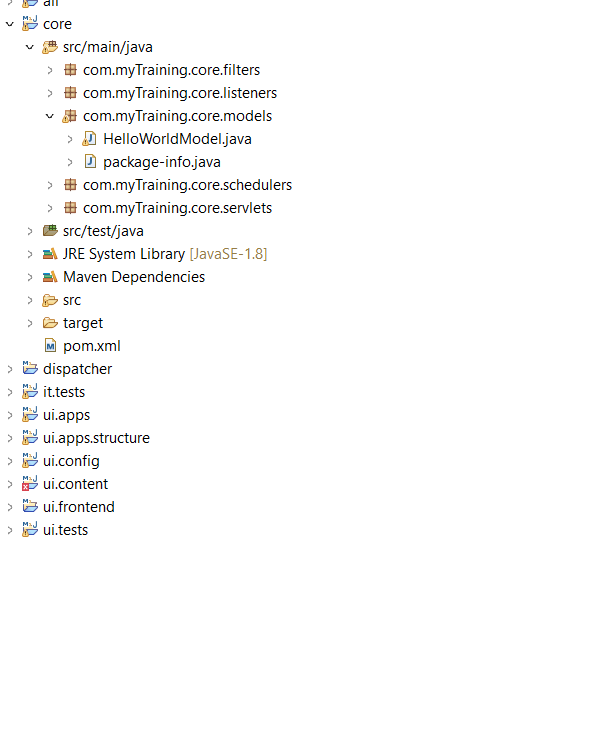 all
core
src/main/java
com.myTraining.core.filters
com.myTraining.core.listeners
com.myTraining.core.models
HelloWorldModel.java
package-info.java
com.myTraining.core.schedulers
com.myTraining.core.servlets
src/test/java
JRE System Library [JavaSE-1.8]
Maven Dependencies
src
target
pom.xml
dispatcher
it.tests
ui.apps
ui.apps.structure
ui.config
ui.content
ui.frontend
ui.tests